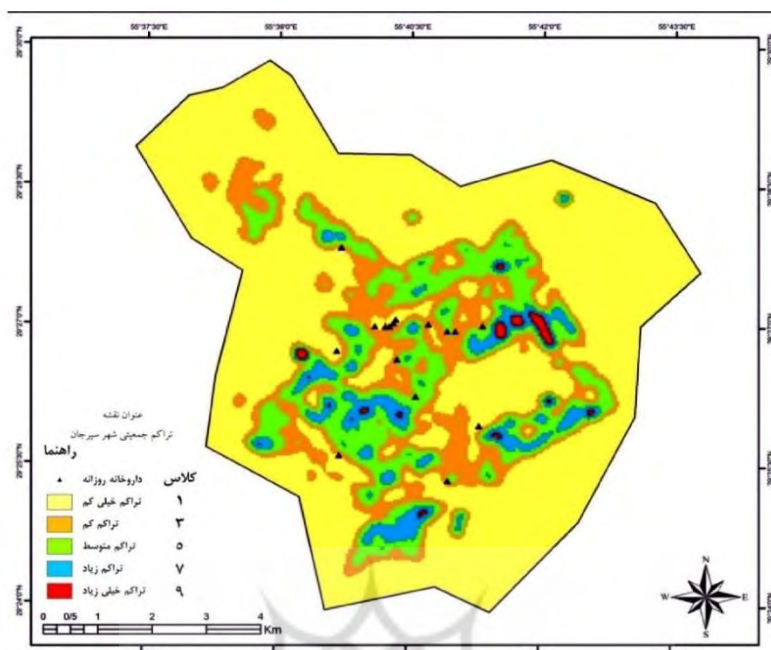 55°37'30"E 55°39'0"E 55°40'30"E 55°42'0"E 55°43'30"E
عنوان نقشه
تراکم جمعیتی شهر سیرجان
راهنما
کلاس
داروخانه روزانه
تراکم خیلی کم ۱
تراکم کم ۳
تراکم متوسط ۵
تراکم زیاد ۷
تراکم خیلی زیاد ۹
0 0/5 1 2 3 4
Km
N
W E
S